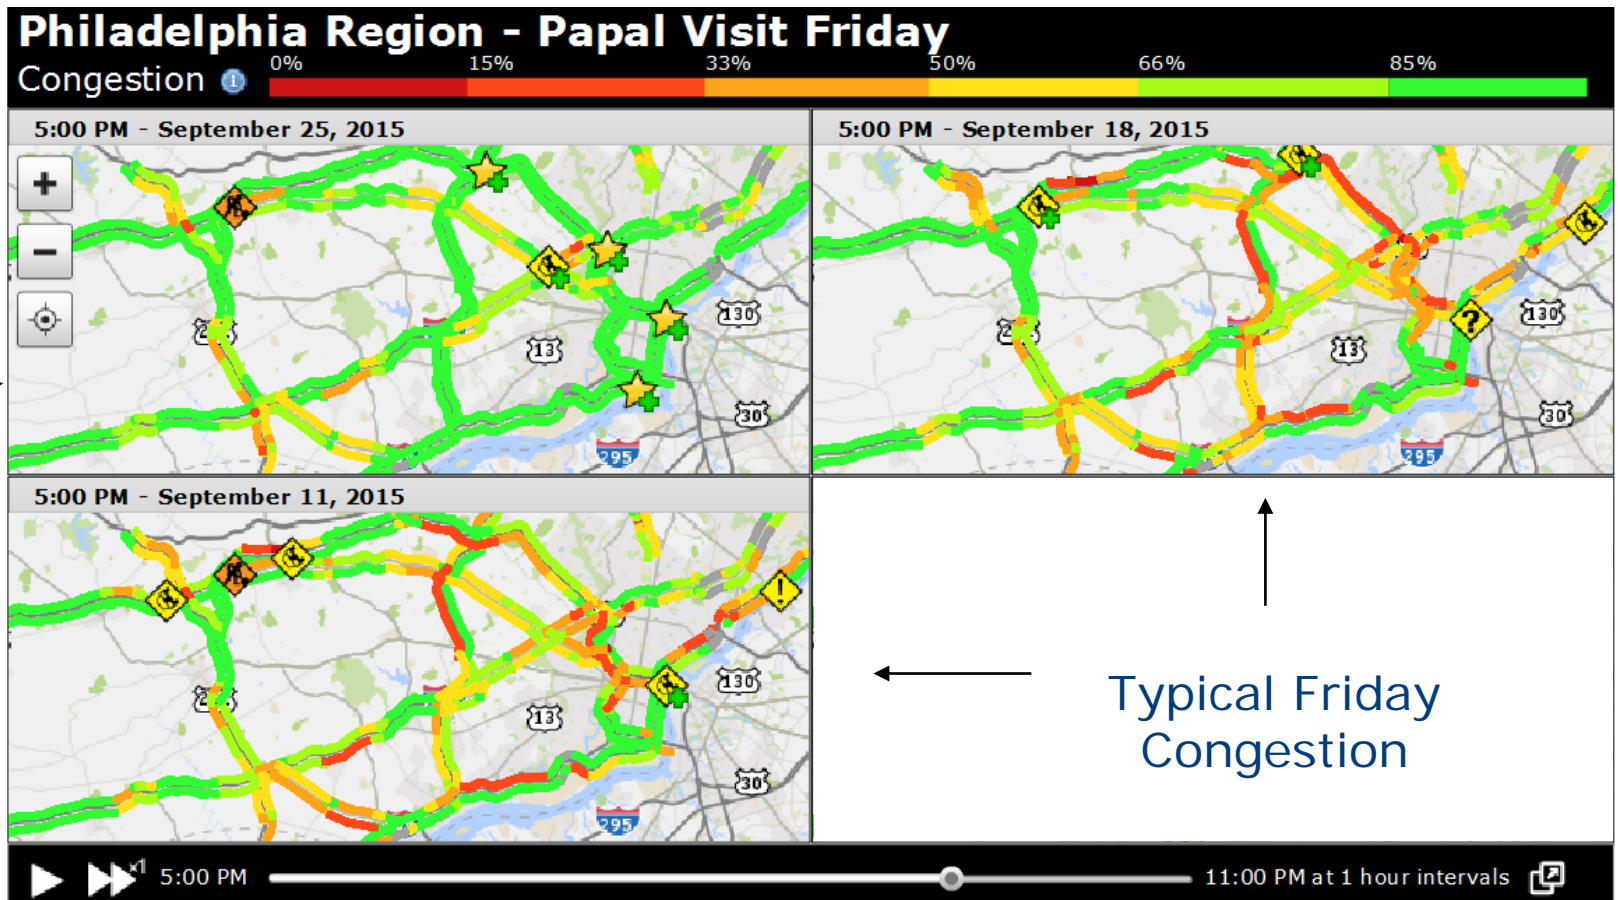 Philadelphia Region - Papal Visit Friday
Congestion
0% 15% 33% 50% 66% 85%
5:00 PM - September 25, 2015
130
13
30
295
5:00 PM - September 18, 2015
?
130
13
30
295
5:00 PM - September 11, 2015
!
130
13
30
295
Typical Friday
Congestion
x1 5:00 PM
11:00 PM at 1 hour intervals